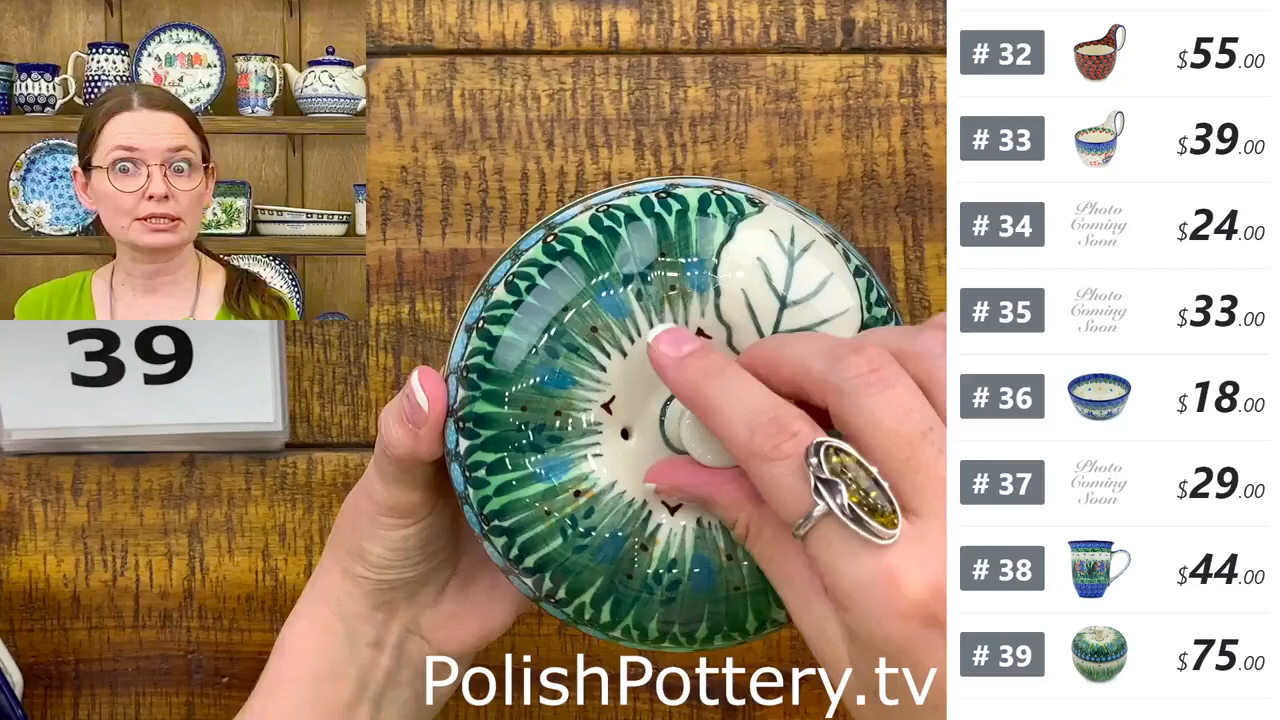 39
PolishPottery.tv
# 32
$55.00
# 33
$39.00
# 34
Photo
Coming
Soon
$24.00
# 35
Photo
Coming
Soon
$33.00
# 36
$18.00
# 37
Photo
Coming
Soon
$29.00
# 38
$44.00
# 39
$75.00